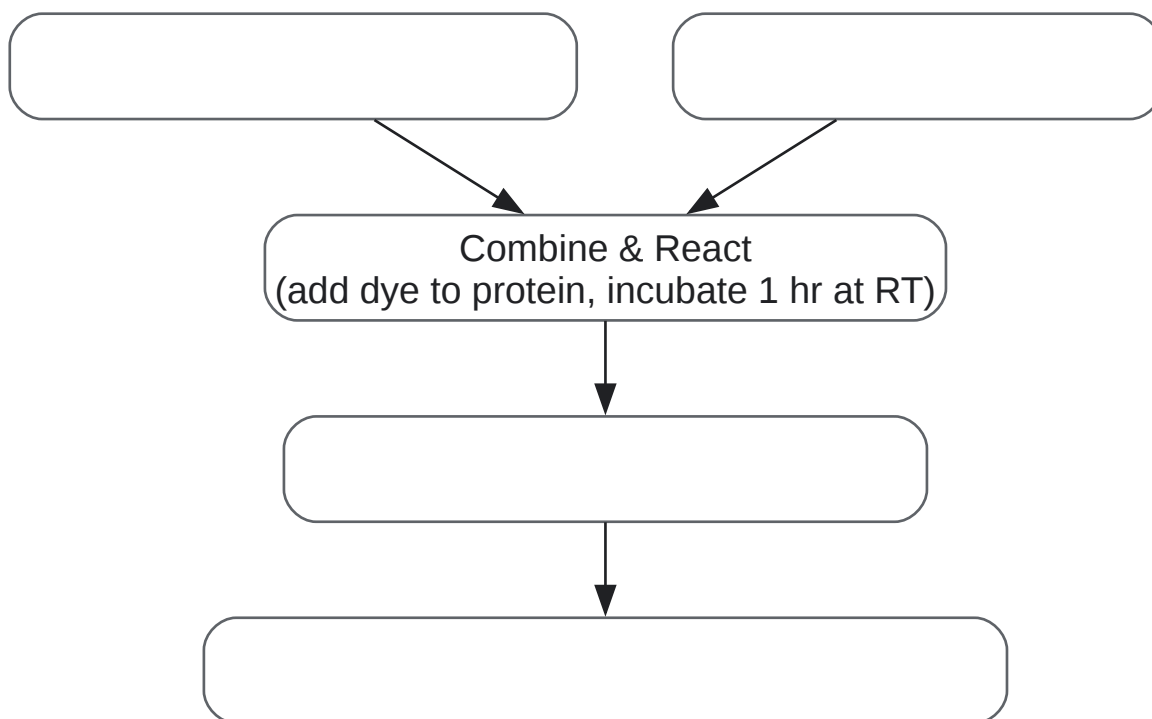 Combine & React
(add dye to protein, incubate 1 hr at RT)